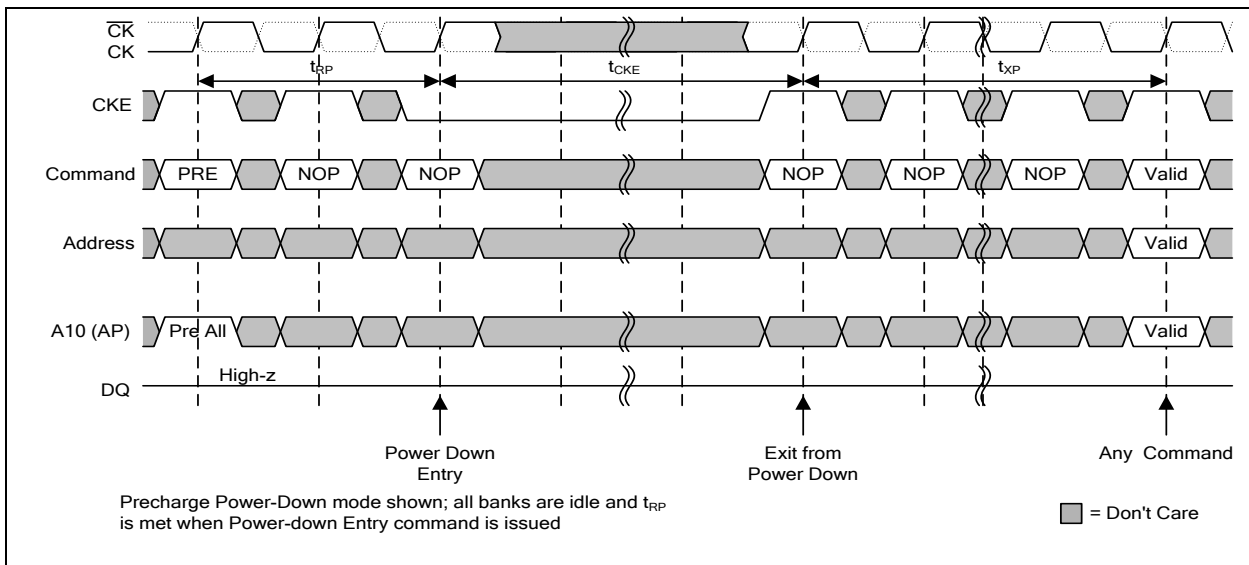 CK
CK
tRP
tCKE
tXP
CKE
Command
PRE
NOP
NOP
NOP
NOP
NOP
Valid
Address
Valid
A10 (AP)
Pre All
Valid
High-z
DQ
Power Down
Entry
Exit from
Power Down
Any Command
Precharge Power-Down mode shown; all banks are idle and tRP
is met when Power-down Entry command is issued
= Don't Care